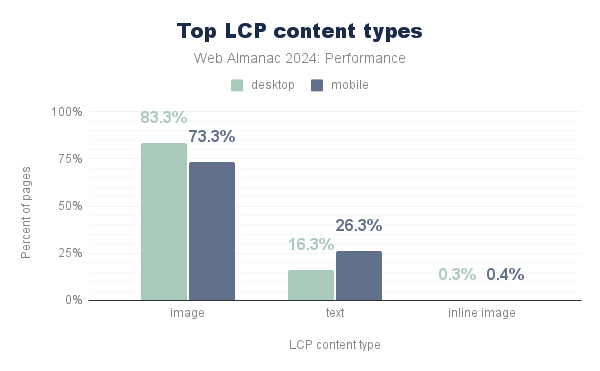 Top LCP content types
Web Almanac 2024: Performance
desktop mobile
100%
75%
50%
25%
0%
Percent of pages
83.3% 73.3%
16.3% 26.3%
0.3% 0.4%
image text inline image
LCP content type